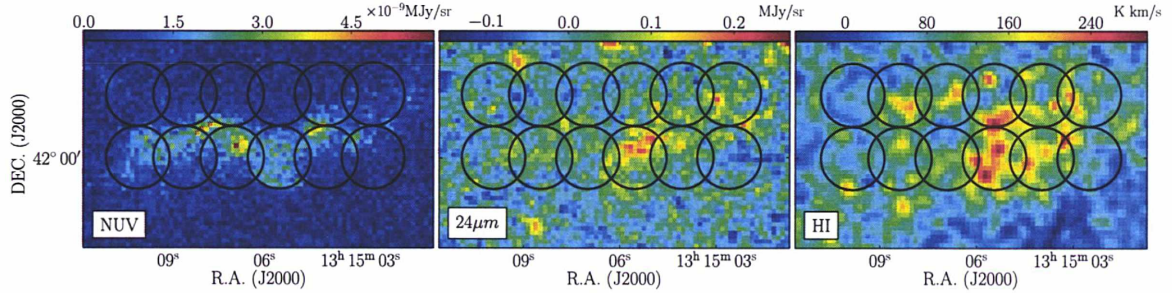 0.0 1.5 3.0 4.5 ×10⁻⁹MJy/sr
−0.1 0.0 0.1 0.2 MJy/sr
0 80 160 240 K km/s
DEC. (J2000)
42° 00′
NUV
24μm
HI
09ˢ 06ˢ 13ʰ 15ᵐ 03ˢ
09ˢ 06ˢ 13ʰ 15ᵐ 03ˢ
09ˢ 06ˢ 13ʰ 15ᵐ 03ˢ
R.A. (J2000)
R.A. (J2000)
R.A. (J2000)